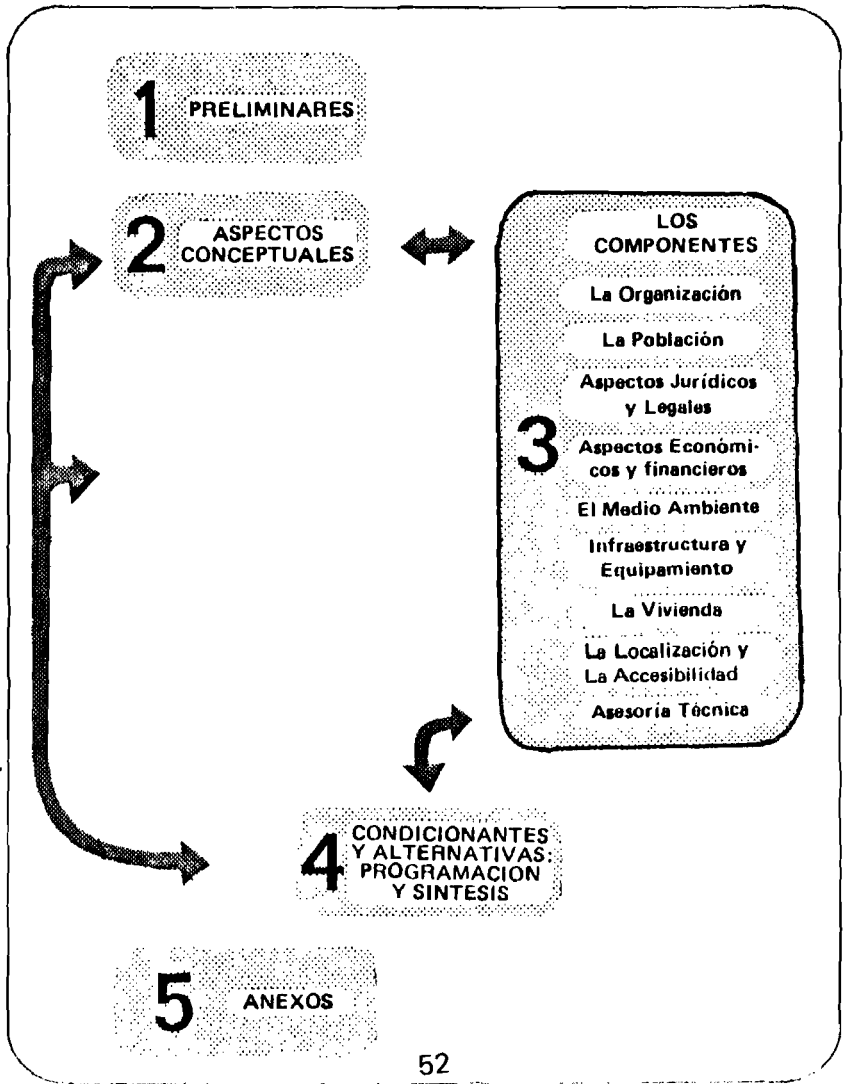 1 PRELIMINARES
2 ASPECTOS
CONCEPTUALES
3
LOS
COMPONENTES
La Organización
La Población
Aspectos Jurídicos
y Legales
Aspectos Económi-
cos y financieros
El Medio Ambiente
Infraestructura y
Equipamiento
La Vivienda
La Localización y
La Accesibilidad
Asesoría Técnica
4 CONDICIONANTES
Y ALTERNATIVAS:
PROGRAMACION
Y SINTESIS
5 ANEXOS
52